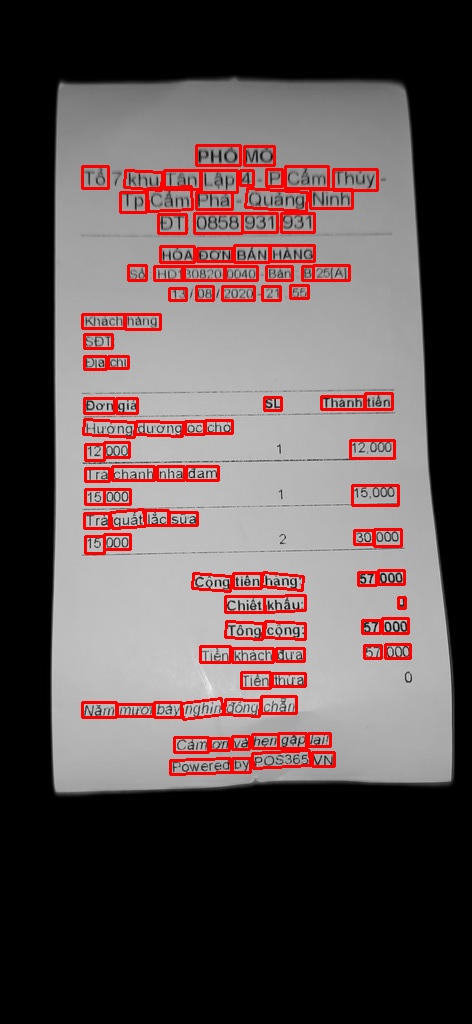 PHỐ MỎ
Tổ 7 khu Tân Lập 4 - P Cẩm Thủy -
Tp Cẩm Phả - Quảng Ninh
ĐT 0858 931 931
HÓA ĐƠN BÁN HÀNG
Số HD130820 0040 - Bàn: B 25[A]
13 / 08 / 2020 - 21 55
Khách hàng
SĐT
Địa chỉ
Đơn giá SL Thành tiền
Hướng dương óc chó
12 000 1 12,000
Trà chanh nha đam
15 000 1 15,000
Trà quất lắc sữa
15 000 2 30 000
Cộng tiền hàng: 57 000
Chiết khấu: 0
Tổng cộng: 57 000
Tiền khách đưa 57 000
Tiền thừa 0
Năm mươi bảy nghìn đồng chẵn
Cảm ơn và hẹn gặp lại!
Powered by POS365 VN